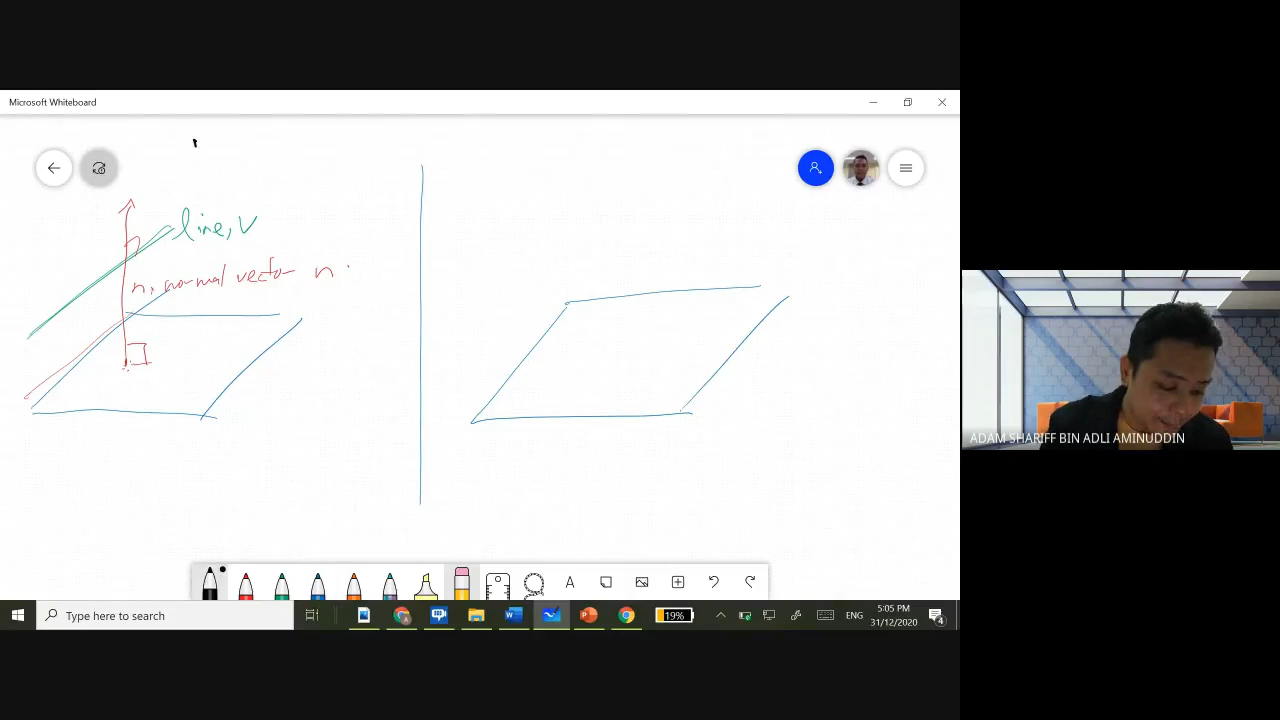 Microsoft Whiteboard
line, v
n, normal vector n
ADAM SHARIFF BIN ADLI AMINUDDIN
A
Type here to search
19%
ENG
5:05 PM
31/12/2020
4